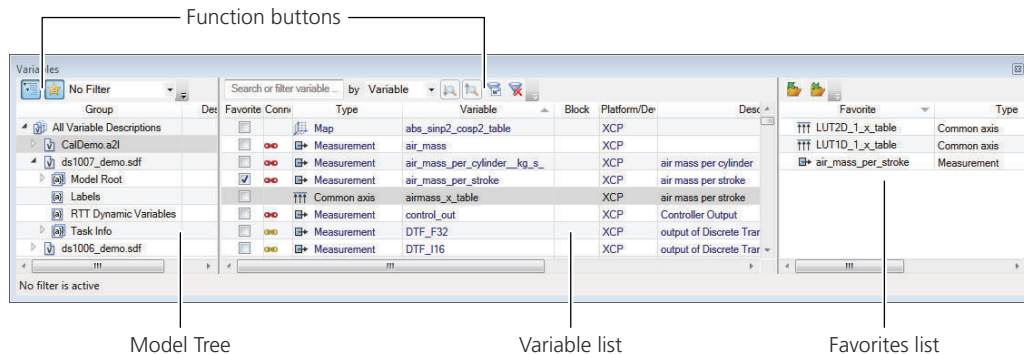 Function buttons
Variables
No Filter
Search or filter variable ... by Variable
Group Des
Favorite Conne Type Variable Block Platform/Dev Desc
Favorite Type
All Variable Descriptions
CalDemo.a2l
ds1007_demo.sdf
Model Root
Labels
RTT Dynamic Variables
Task Info
ds1006_demo.sdf
Map abs_sinp2_cosp2_table XCP
Measurement air_mass XCP
Measurement air_mass_per_cylinder__kg_s_ XCP air mass per cylinder
Measurement air_mass_per_stroke XCP air mass per stroke
Common axis airmass_x_table XCP air mass per stroke
Measurement control_out XCP Controller Output
Measurement DTF_F32 XCP output of Discrete Tran
Measurement DTF_I16 XCP output of Discrete Tran
LUT2D_1_x_table Common axis
LUT1D_1_x_table Common axis
air_mass_per_stroke Measurement
No filter is active
Model Tree
Variable list
Favorites list